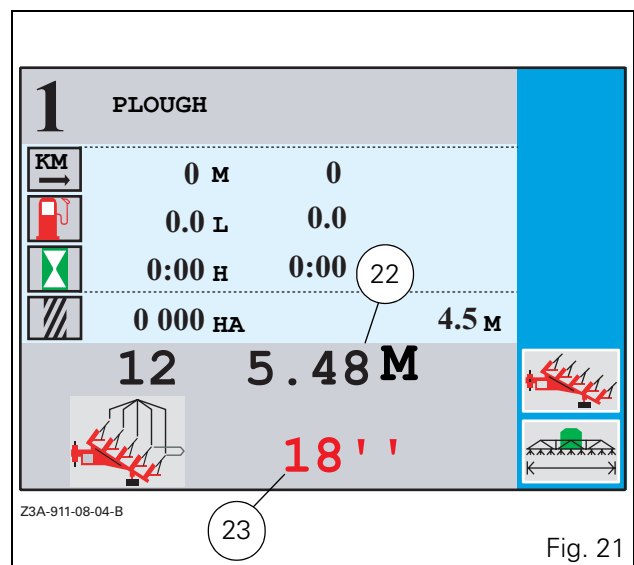 1 PLOUGH
KM
0 M 0
0.0 L 0.0
0:00 H 0:00
22
0 000 HA 4.5 M
12 5.48 M
18''
23
Z3A-911-08-04-B
Fig. 21